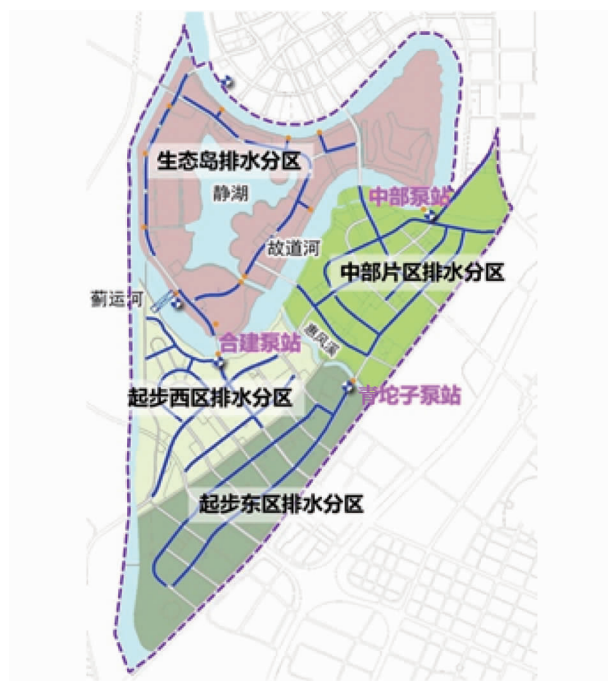 生态岛排水分区
静湖
中部泵站
故道河
中部片区排水分区
蓟运河
惠风溪
合建泵站
青坨子泵站
起步西区排水分区
起步东区排水分区